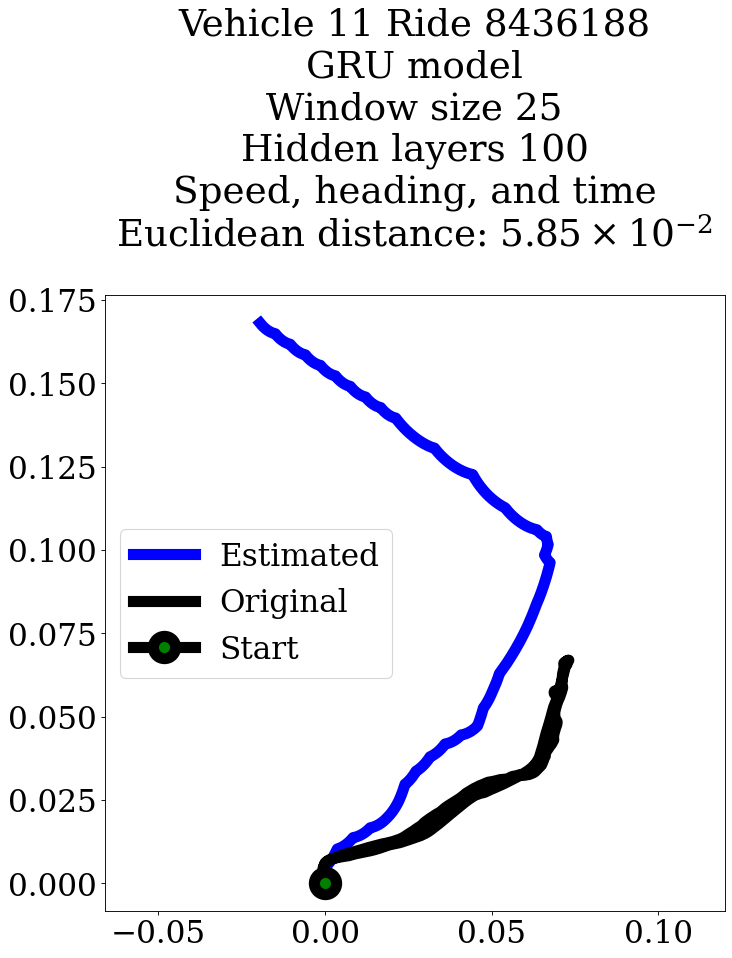 Vehicle 11 Ride 8436188
GRU model
Window size 25
Hidden layers 100
Speed, heading, and time
Euclidean distance: 5.85 × 10⁻²
0.175
0.150
0.125
0.100
0.075
0.050
0.025
0.000
Estimated
Original
Start
−0.05 0.00 0.05 0.10